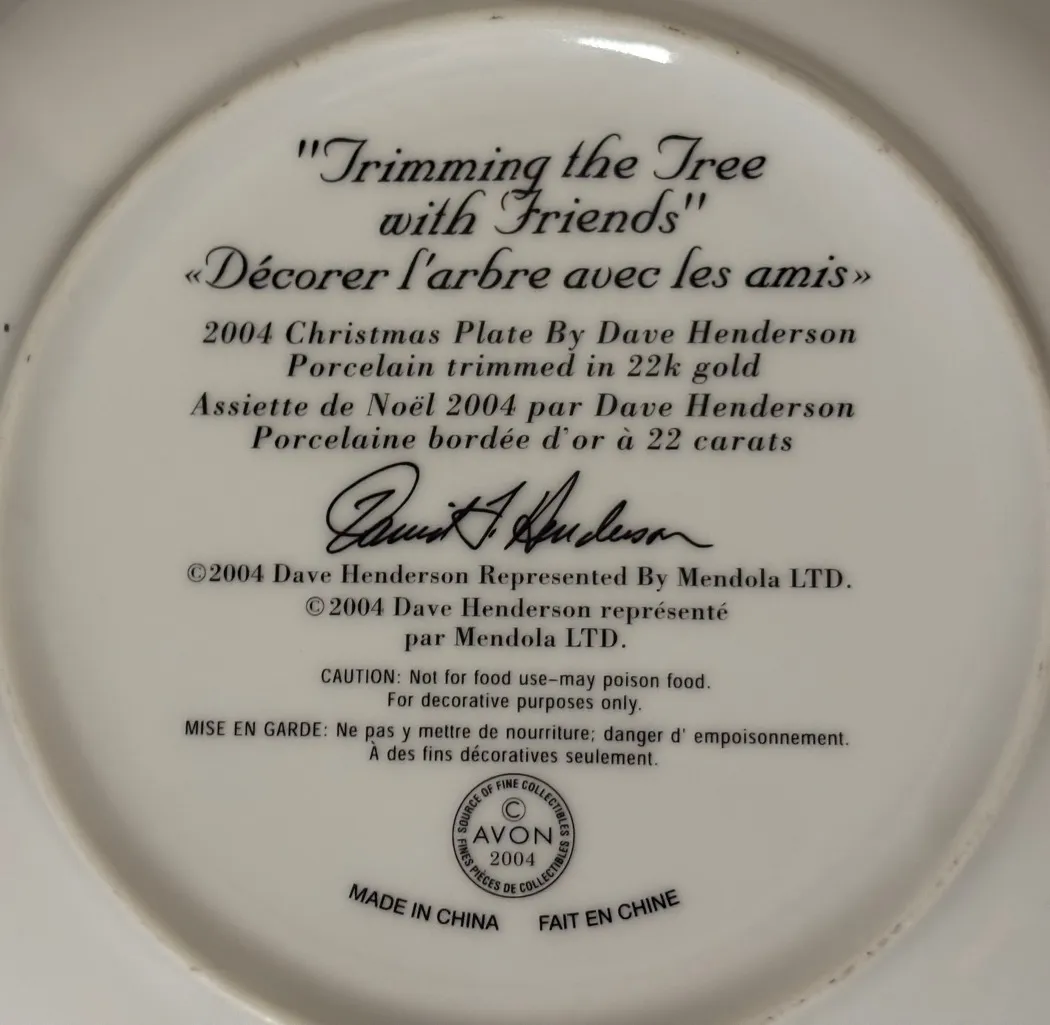 "Trimming the Tree
with Friends"
«Décorer l'arbre avec les amis»
2004 Christmas Plate By Dave Henderson
Porcelain trimmed in 22k gold
Assiette de Noël 2004 par Dave Henderson
Porcelaine bordée d'or à 22 carats
David F. Henderson
©2004 Dave Henderson Represented By Mendola LTD.
©2004 Dave Henderson représenté
par Mendola LTD.
CAUTION: Not for food use-may poison food.
For decorative purposes only.
MISE EN GARDE: Ne pas y mettre de nourriture; danger d' empoisonnement.
À des fins décoratives seulement.
SOURCE OF FINE COLLECTIBLES
©
AVON
2004
FINES PIÈCES DE COLLECTIBLES
MADE IN CHINA FAIT EN CHINE